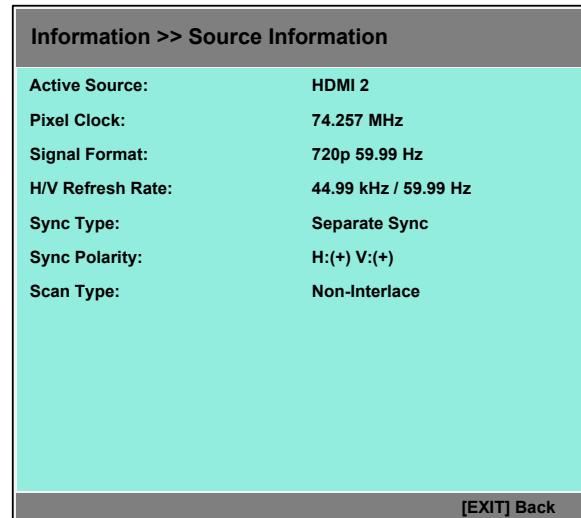 Information >> Source Information
Active Source: HDMI 2
Pixel Clock: 74.257 MHz
Signal Format: 720p 59.99 Hz
H/V Refresh Rate: 44.99 kHz / 59.99 Hz
Sync Type: Separate Sync
Sync Polarity: H:(+) V:(+)
Scan Type: Non-Interlace
[EXIT] Back